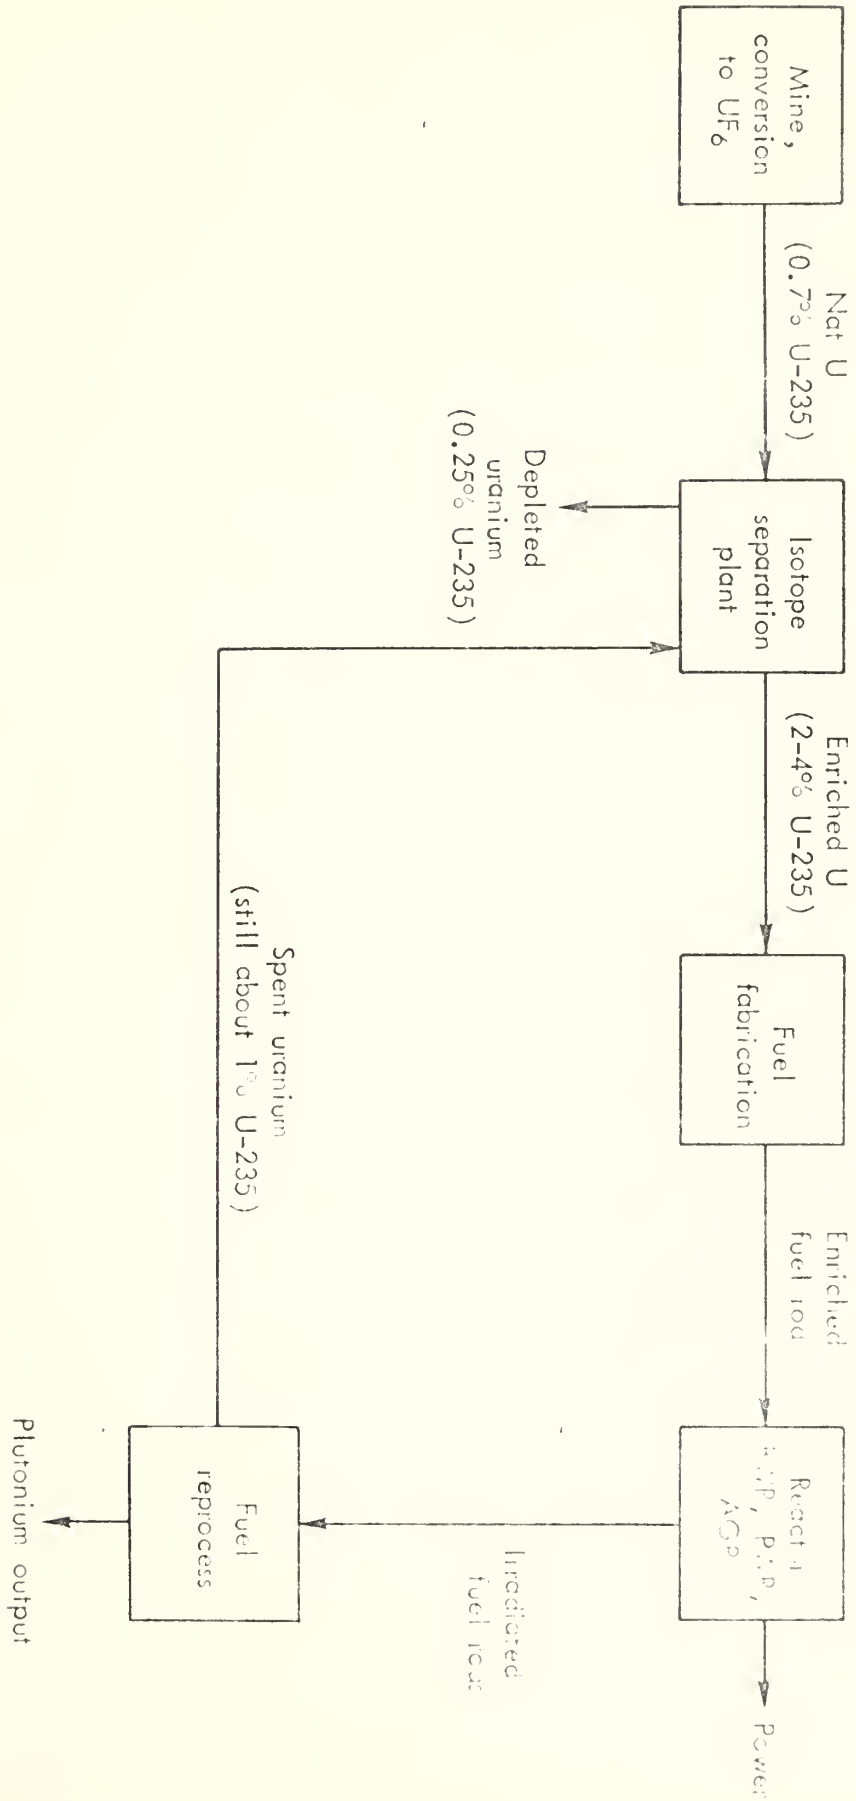 Mine,
conversion
to UF6
Nat U
(0.7% U-235)
Isotope
separation
plant
Depleted
uranium
(0.25% U-235)
Enriched U
(2-4% U-235)
Fuel
fabrication
Enriched
fuel rod
AGR
Power
Irradiated
fuel rods
Fuel
reprocess
Plutonium output
Spent uranium
(still about 1% U-235)